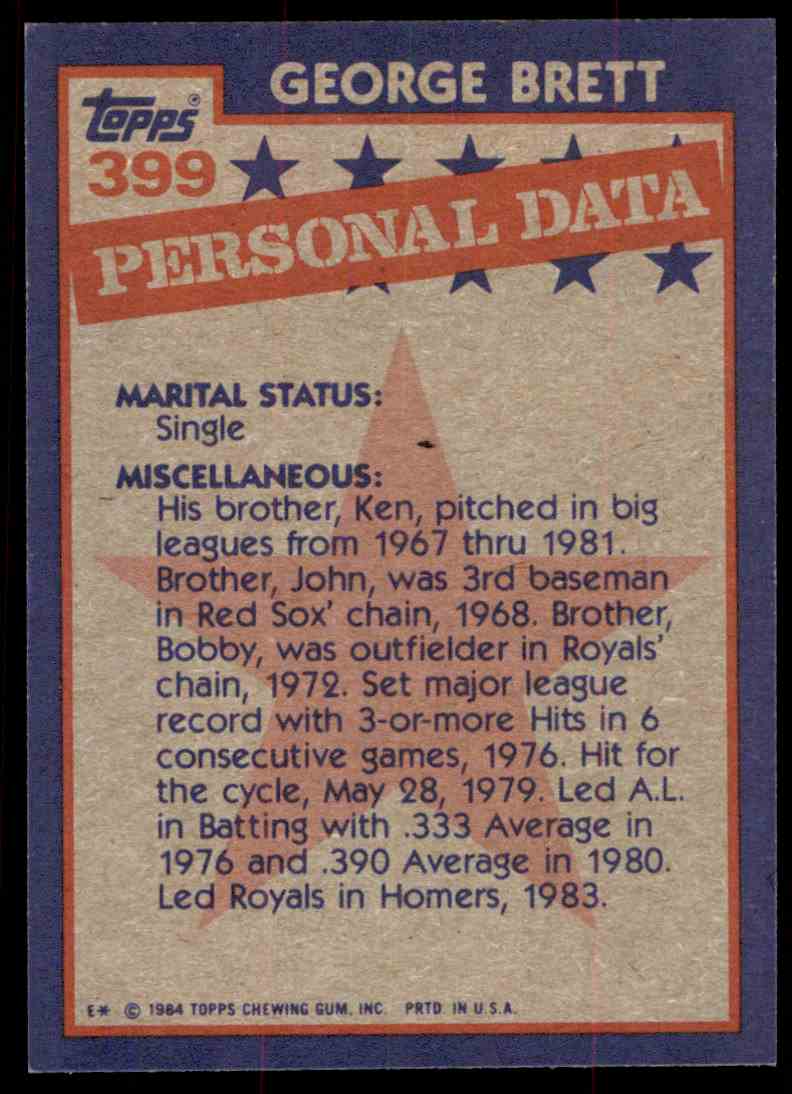 GEORGE BRETT
TOPPS®
399
PERSONAL DATA
MARITAL STATUS:
Single
MISCELLANEOUS:
His brother, Ken, pitched in big
leagues from 1967 thru 1981.
Brother, John, was 3rd baseman
in Red Sox' chain, 1968. Brother,
Bobby, was outfielder in Royals'
chain, 1972. Set major league
record with 3-or-more Hits in 6
consecutive games, 1976. Hit for
the cycle, May 28, 1979. Led A.L.
in Batting with .333 Average in
1976 and .390 Average in 1980.
Led Royals in Homers, 1983.
E* © 1984 TOPPS CHEWING GUM, INC. PRTD. IN U.S.A.